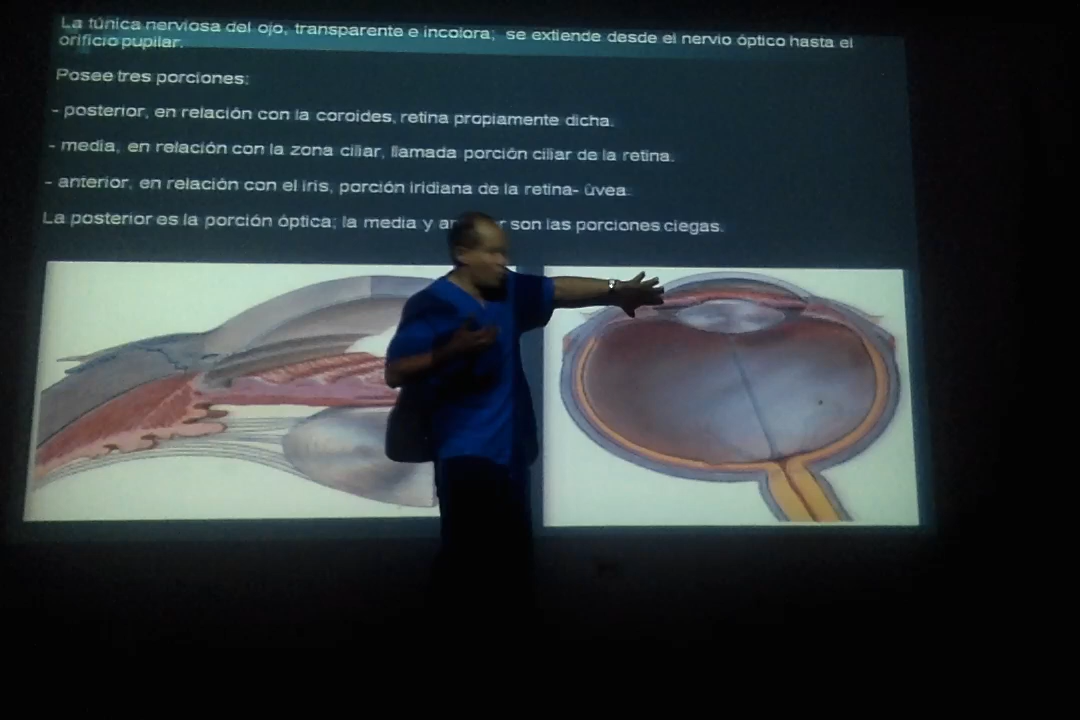 La túnica nerviosa del ojo, transparente e incolora; se extiende desde el nervio óptico hasta el
orificio pupilar.
Posee tres porciones:
- posterior, en relación con la coroides, retina propiamente dicha.
- media, en relación con la zona ciliar, llamada porción ciliar de la retina.
- anterior, en relación con el iris, porción iridiana de la retina- úvea.
La posterior es la porción óptica; la media y son las porciones ciegas.